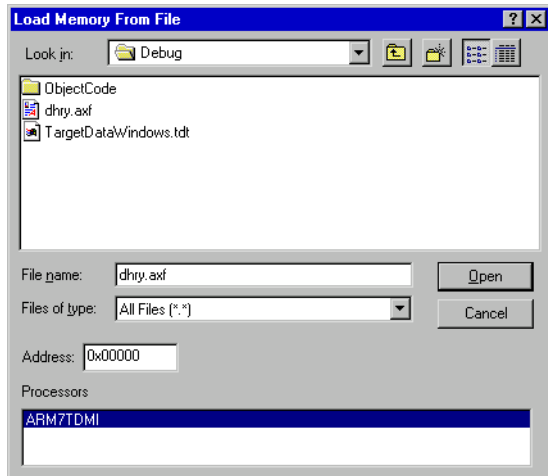 Load Memory From File
Look in: Debug
ObjectCode
dhry.axf
TargetDataWindows.tdt
File name: dhry.axf Open
Files of type: All Files (*.*) Cancel
Address: 0x00000
Processors
ARM7TDMI